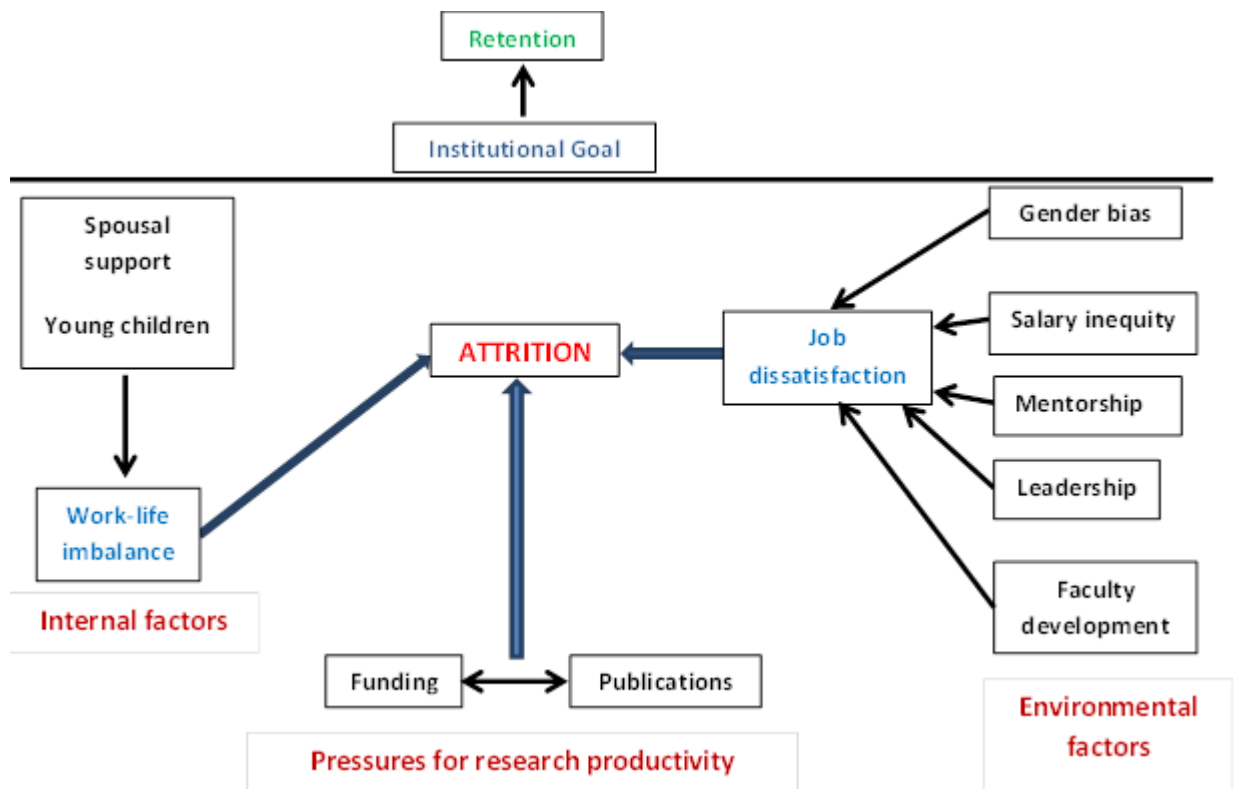 Retention
Institutional Goal
Spousal
support
Young children
Gender bias
Salary inequity
ATTRITION
Job
dissatisfaction
Mentorship
Leadership
Work-life
imbalance
Internal factors
Faculty
development
Funding
Publications
Environmental
factors
Pressures for research productivity